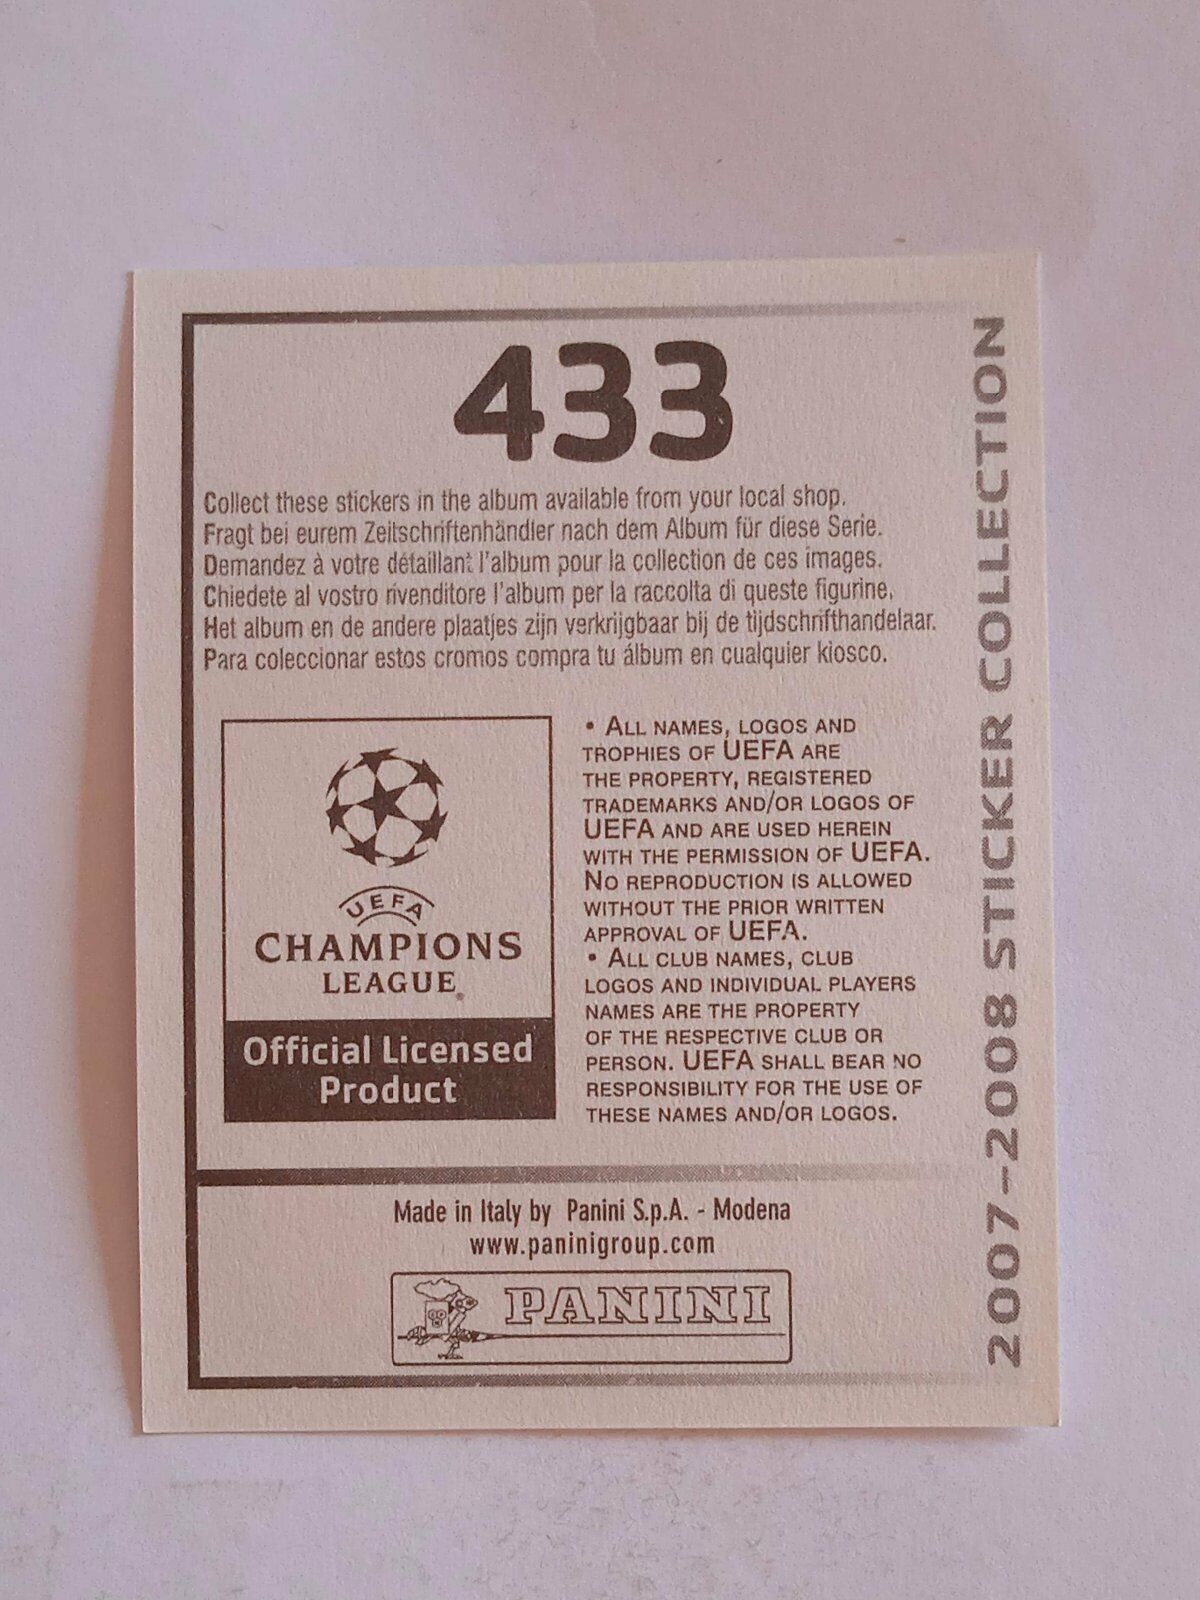 433
Collect these stickers in the album available from your local shop.
Fragt bei eurem Zeitschriftenhändler nach dem Album für diese Serie.
Demandez à votre détaillant l'album pour la collection de ces images.
Chiedete al vostro rivenditore l'album per la raccolta di queste figurine.
Het album en de andere plaatjes zijn verkrijgbaar bij de tijdschrifthandelaar.
Para coleccionar estos cromos compra tu álbum en cualquier kiosco.
UEFA
CHAMPIONS
LEAGUE®
Official Licensed
Product
• ALL NAMES, LOGOS AND
TROPHIES OF UEFA ARE
THE PROPERTY, REGISTERED
TRADEMARKS AND/OR LOGOS OF
UEFA AND ARE USED HEREIN
WITH THE PERMISSION OF UEFA.
NO REPRODUCTION IS ALLOWED
WITHOUT THE PRIOR WRITTEN
APPROVAL OF UEFA.
• ALL CLUB NAMES, CLUB
LOGOS AND INDIVIDUAL PLAYERS
NAMES ARE THE PROPERTY
OF THE RESPECTIVE CLUB OR
PERSON. UEFA SHALL BEAR NO
RESPONSIBILITY FOR THE USE OF
THESE NAMES AND/OR LOGOS.
Made in Italy by Panini S.p.A. - Modena
www.paninigroup.com
PANINI
2007-2008 STICKER COLLECTION